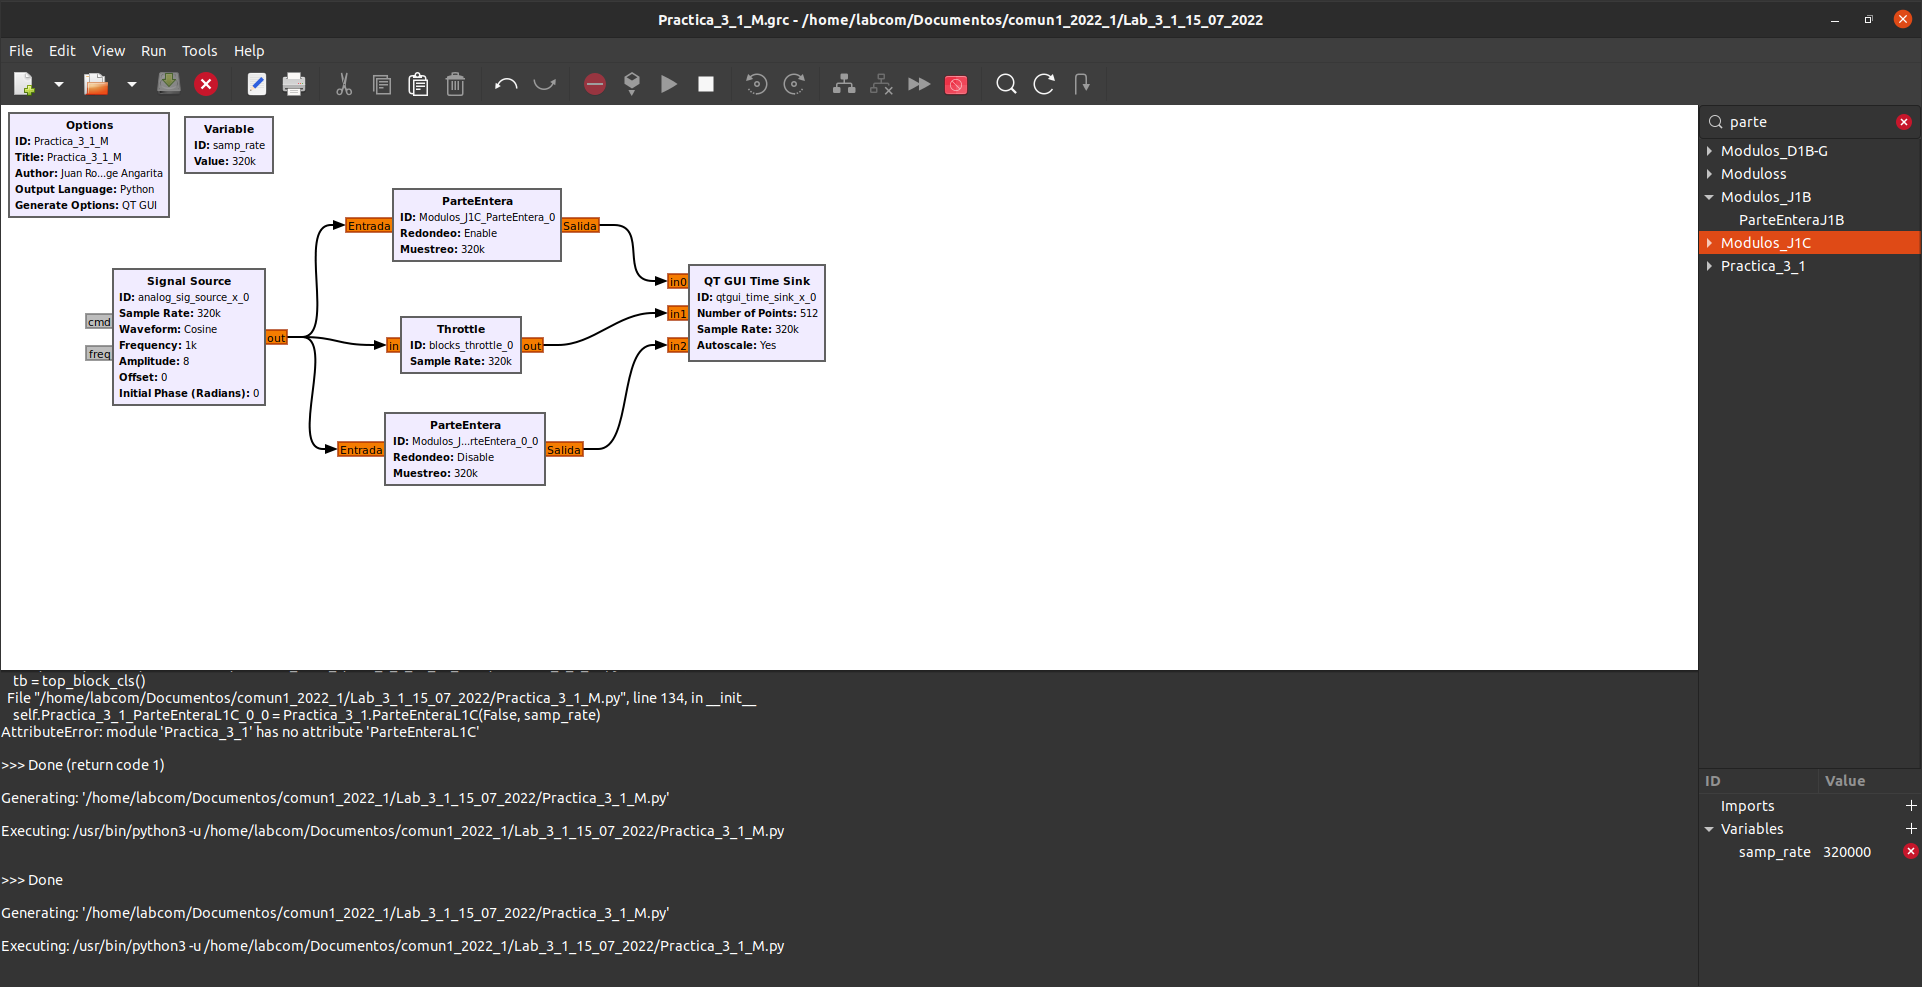 Practica_3_1_M.grc - /home/labcom/Documentos/comun1_2022_1/Lab_3_1_15_07_2022
File Edit View Run Tools Help
Options
ID: Practica_3_1_M
Title: Practica_3_1_M
Author: Juan Ro...ge Angarita
Output Language: Python
Generate Options: QT GUI
Variable
ID: samp_rate
Value: 320k
cmd
freq
Signal Source
ID: analog_sig_source_x_0
Sample Rate: 320k
Waveform: Cosine
Frequency: 1k
Amplitude: 8
Offset: 0
Initial Phase (Radians): 0
out
Entrada
ParteEntera
ID: Modulos_J1C_ParteEntera_0
Redondeo: Enable
Muestreo: 320k
Salida
in
Throttle
ID: blocks_throttle_0
Sample Rate: 320k
out
Entrada
ParteEntera
ID: Modulos_J...rteEntera_0_0
Redondeo: Disable
Muestreo: 320k
Salida
in0
in1
in2
QT GUI Time Sink
ID: qtgui_time_sink_x_0
Number of Points: 512
Sample Rate: 320k
Autoscale: Yes
parte
Modulos_D1B-G
Moduloss
Modulos_J1B
ParteEnteraJ1B
Modulos_J1C
Practica_3_1
tb = top_block_cls()
File "/home/labcom/Documentos/comun1_2022_1/Lab_3_1_15_07_2022/Practica_3_1_M.py", line 134, in __init__
self.Practica_3_1_ParteEnteraL1C_0_0 = Practica_3_1.ParteEnteraL1C(False, samp_rate)
AttributeError: module 'Practica_3_1' has no attribute 'ParteEnteraL1C'
>>> Done (return code 1)
Generating: '/home/labcom/Documentos/comun1_2022_1/Lab_3_1_15_07_2022/Practica_3_1_M.py'
Executing: /usr/bin/python3 -u /home/labcom/Documentos/comun1_2022_1/Lab_3_1_15_07_2022/Practica_3_1_M.py
>>> Done
Generating: '/home/labcom/Documentos/comun1_2022_1/Lab_3_1_15_07_2022/Practica_3_1_M.py'
Executing: /usr/bin/python3 -u /home/labcom/Documentos/comun1_2022_1/Lab_3_1_15_07_2022/Practica_3_1_M.py
ID Value
Imports
Variables
samp_rate 320000